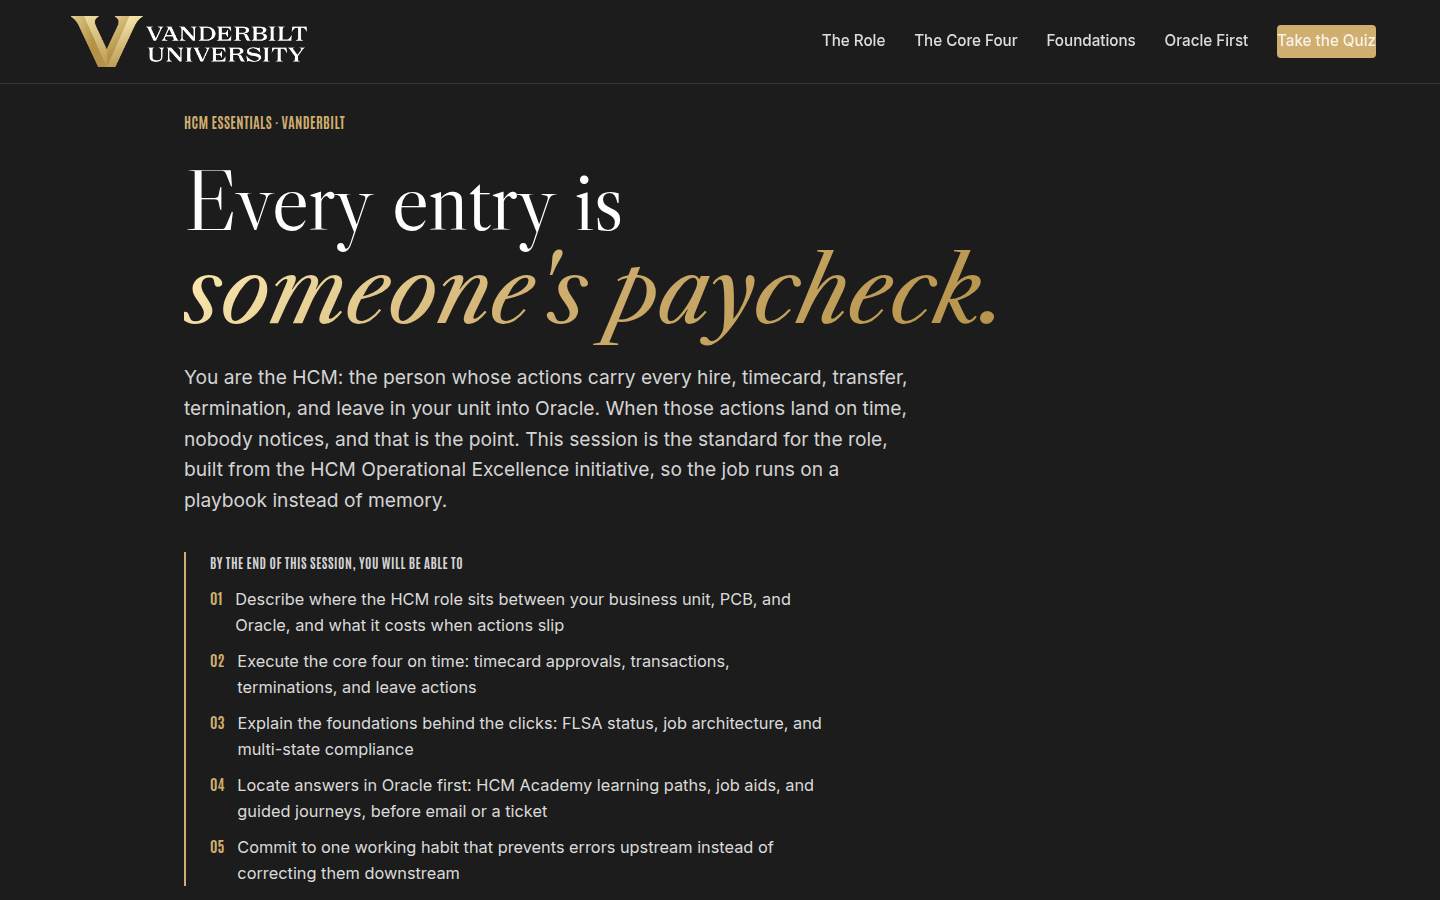 VANDERBILT
UNIVERSITY
The Role
The Core Four
Foundations
Oracle First
Take the Quiz
HCM ESSENTIALS · VANDERBILT
Every entry is
someone's paycheck.
You are the HCM: the person whose actions carry every hire, timecard, transfer,
termination, and leave in your unit into Oracle. When those actions land on time,
nobody notices, and that is the point. This session is the standard for the role,
built from the HCM Operational Excellence initiative, so the job runs on a
playbook instead of memory.
BY THE END OF THIS SESSION, YOU WILL BE ABLE TO
01 Describe where the HCM role sits between your business unit, PCB, and
Oracle, and what it costs when actions slip
02 Execute the core four on time: timecard approvals, transactions,
terminations, and leave actions
03 Explain the foundations behind the clicks: FLSA status, job architecture, and
multi-state compliance
04 Locate answers in Oracle first: HCM Academy learning paths, job aids, and
guided journeys, before email or a ticket
05 Commit to one working habit that prevents errors upstream instead of
correcting them downstream